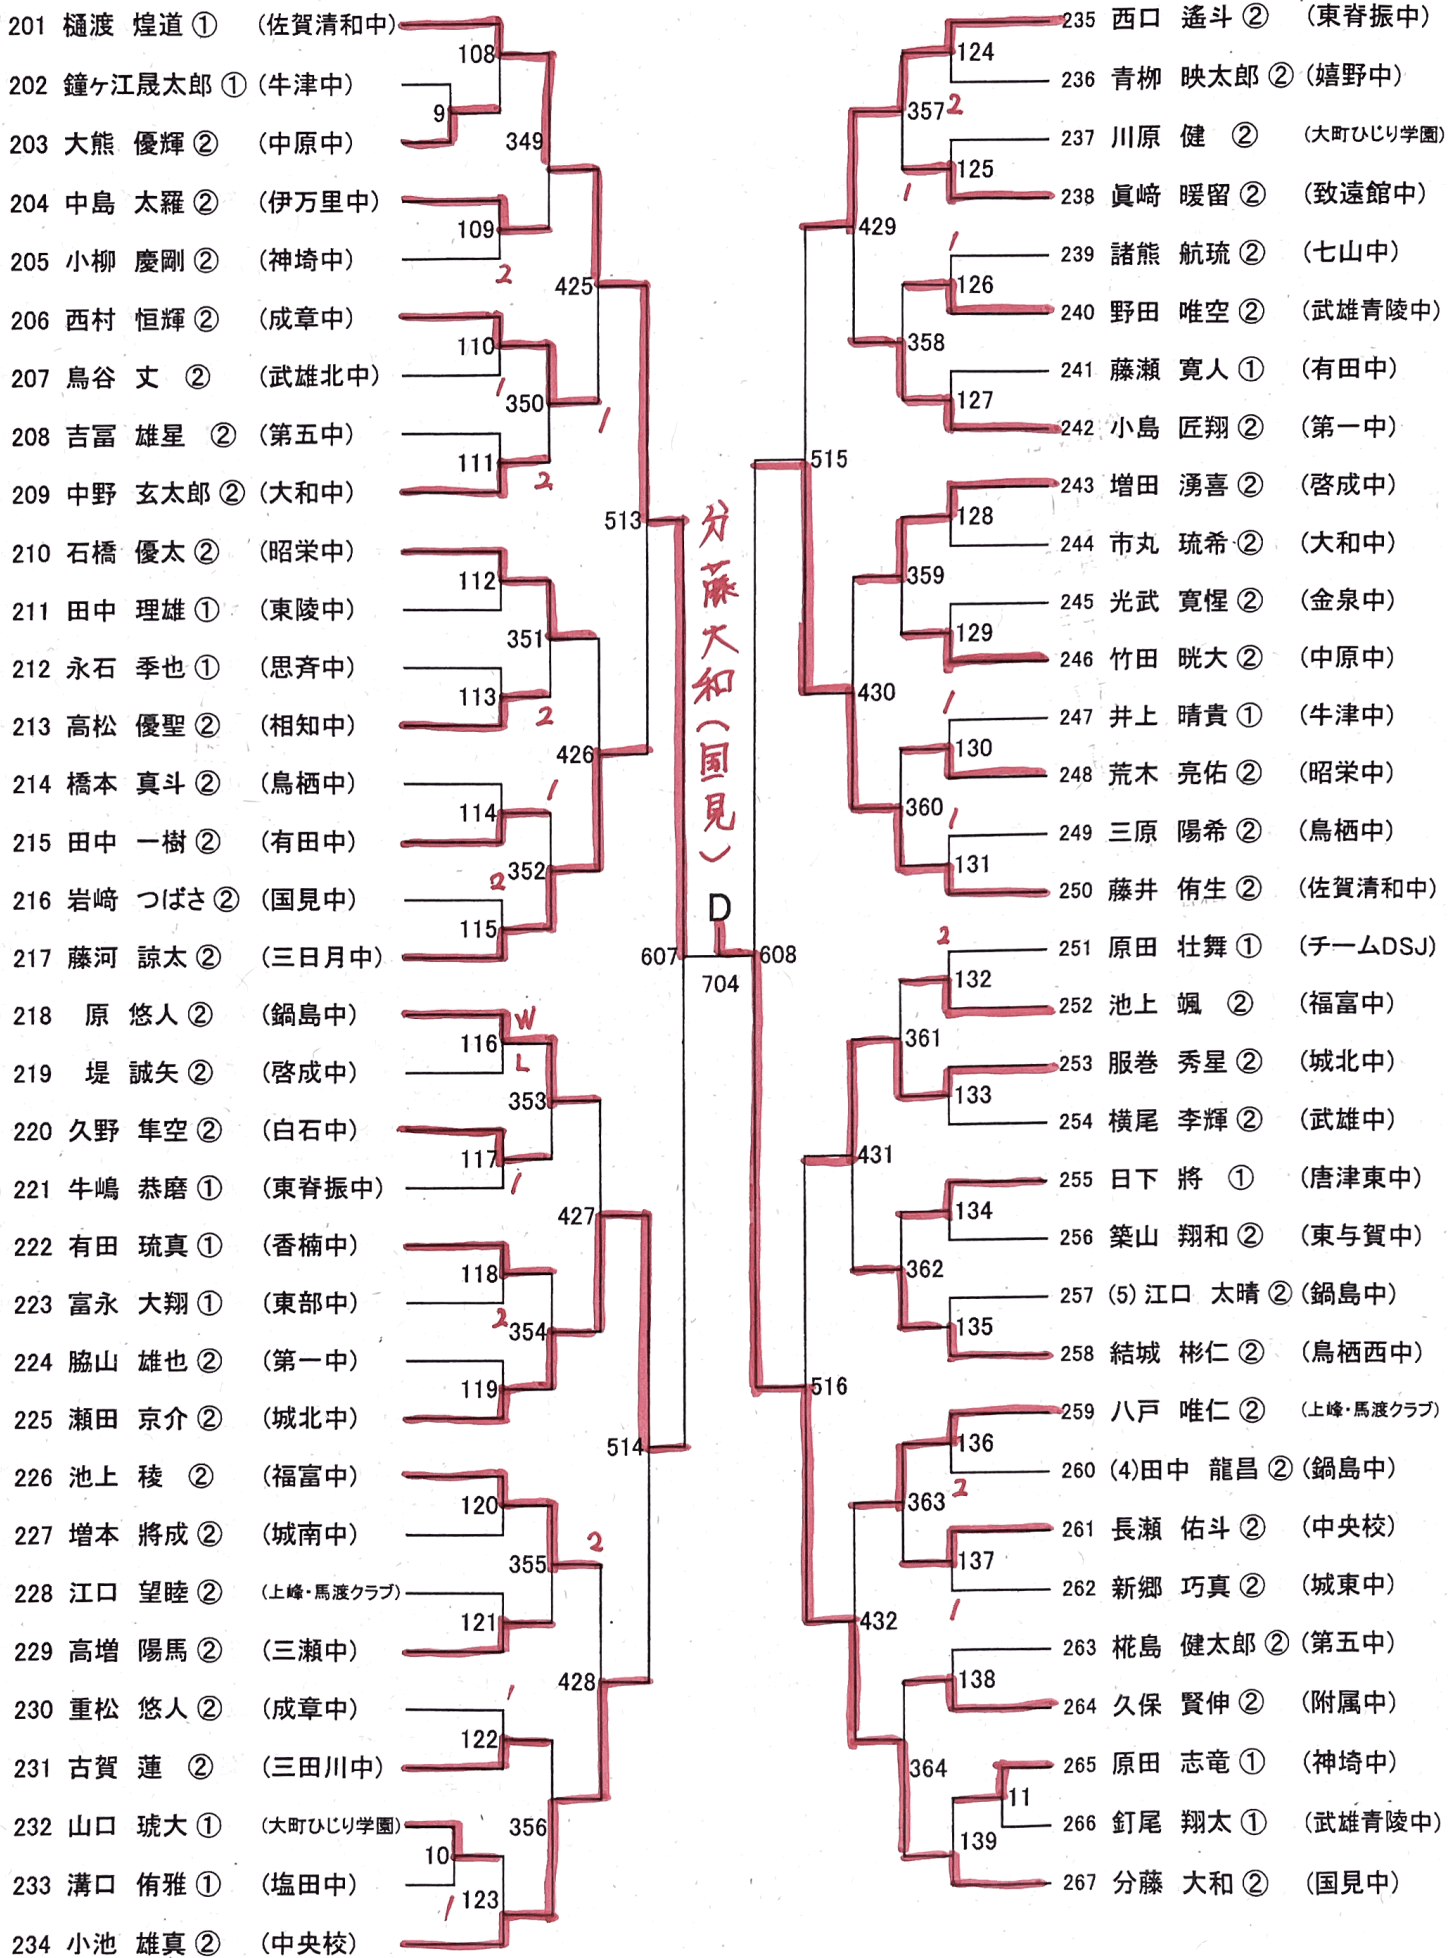 201 樋渡 煌道 ① (佐賀清和中)
202 鐘ヶ江晟太郎 ① (牛津中)
203 大熊 優輝 ② (中原中)
204 中島 太羅 ② (伊万里中)
205 小柳 慶剛 ② (神埼中)
206 西村 恒輝 ② (成章中)
207 鳥谷 丈 ② (武雄北中)
208 吉冨 雄星 ② (第五中)
209 中野 玄太郎 ② (大和中)
210 石橋 優太 ② (昭栄中)
211 田中 理雄 ① (東陵中)
212 永石 季也 ① (思斉中)
213 高松 優聖 ② (相知中)
214 橋本 真斗 ② (鳥栖中)
215 田中 一樹 ② (有田中)
216 岩﨑 つばさ ② (国見中)
217 藤河 諒太 ② (三日月中)
218 原 悠人 ② (鍋島中)
219 堤 誠矢 ② (啓成中)
220 久野 隼空 ② (白石中)
221 牛嶋 恭磨 ① (東脊振中)
222 有田 琉真 ① (香楠中)
223 富永 大翔 ① (東部中)
224 脇山 雄也 ② (第一中)
225 瀬田 京介 ② (城北中)
226 池上 稜 ② (福富中)
227 増本 將成 ② (城南中)
228 江口 望睦 ② (上峰・馬渡クラブ)
229 高増 陽馬 ② (三瀬中)
230 重松 悠人 ② (成章中)
231 古賀 蓮 ② (三田川中)
232 山口 琥大 ① (大町ひじり学園)
233 溝口 侑雅 ① (塩田中)
234 小池 雄真 ② (中央校)
9
10
108
109
2
110
1
111
2
112
113
2
114
1
115
2
116
W
L
117
1
118
119
2
120
121
122
1
123
1
349
350
1
351
352
353
354
355
2
356
425
426
427
428
513
514
607
分藤大和(国見)
D
704
608
515
516
429
430
431
432
357
2
358
359
360
361
362
363
2
364
124
125
1
126
1
127
128
129
130
1
131
1
132
2
133
134
135
136
137
1
138
139
11
235 西口 遙斗 ② (東脊振中)
236 青栁 映太郎 ② (嬉野中)
237 川原 健 ② (大町ひじり学園)
238 眞﨑 暖留 ② (致遠館中)
239 諸熊 航琉 ② (七山中)
240 野田 唯空 ② (武雄青陵中)
241 藤瀬 寛人 ① (有田中)
242 小島 匠翔 ② (第一中)
243 増田 湧喜 ② (啓成中)
244 市丸 琉希 ② (大和中)
245 光武 寛惺 ② (金泉中)
246 竹田 晄大 ② (中原中)
247 井上 晴貴 ① (牛津中)
248 荒木 亮佑 ② (昭栄中)
249 三原 陽希 ② (鳥栖中)
250 藤井 侑生 ② (佐賀清和中)
251 原田 壮舞 ① (チームDSJ)
252 池上 颯 ② (福富中)
253 服巻 秀星 ② (城北中)
254 横尾 李輝 ② (武雄中)
255 日下 將 ① (唐津東中)
256 築山 翔和 ② (東与賀中)
257 (5) 江口 太晴 ② (鍋島中)
258 結城 彬仁 ② (鳥栖西中)
259 八戸 唯仁 ② (上峰・馬渡クラブ)
260 (4)田中 龍昌 ② (鍋島中)
261 長瀬 佑斗 ② (中央校)
262 新郷 巧真 ② (城東中)
263 椛島 健太郎 ② (第五中)
264 久保 賢伸 ② (附属中)
265 原田 志竜 ① (神埼中)
266 釘尾 翔太 ① (武雄青陵中)
267 分藤 大和 ② (国見中)